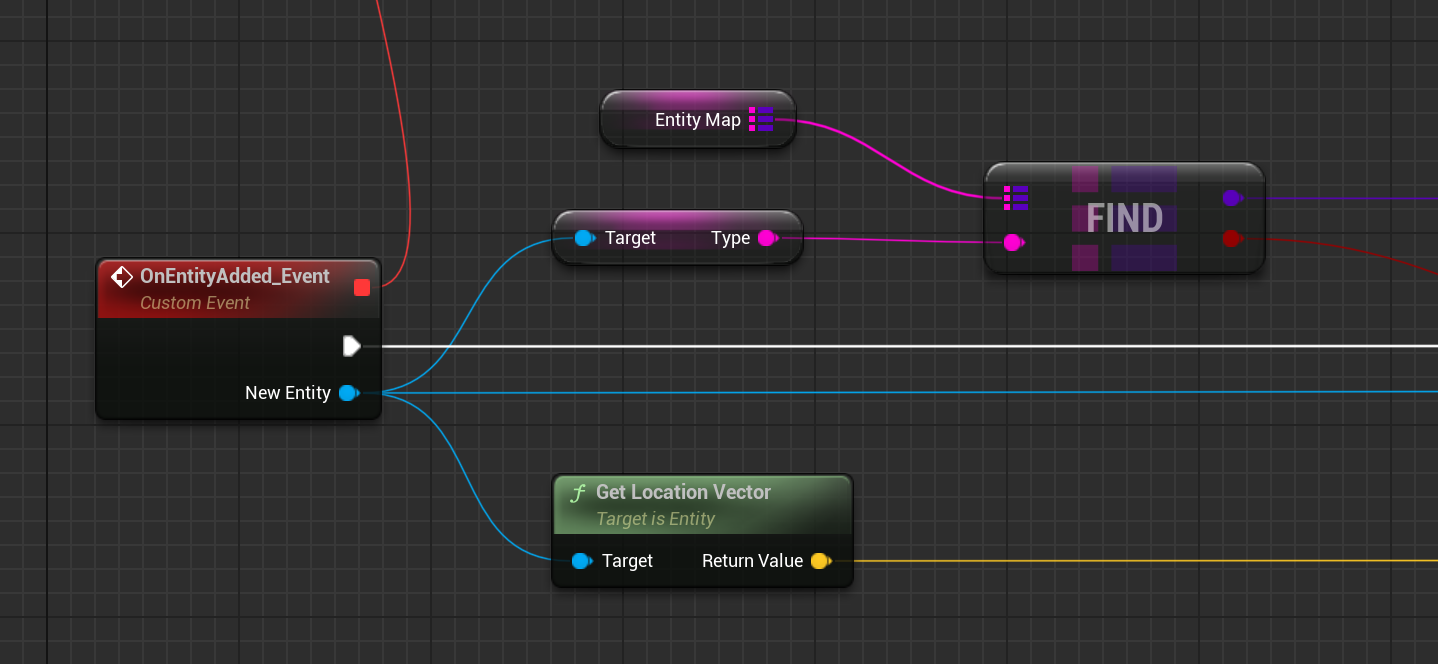 Entity Map
FIND
Target Type
OnEntityAdded_Event
Custom Event
New Entity
f Get Location Vector
Target is Entity
Target Return Value